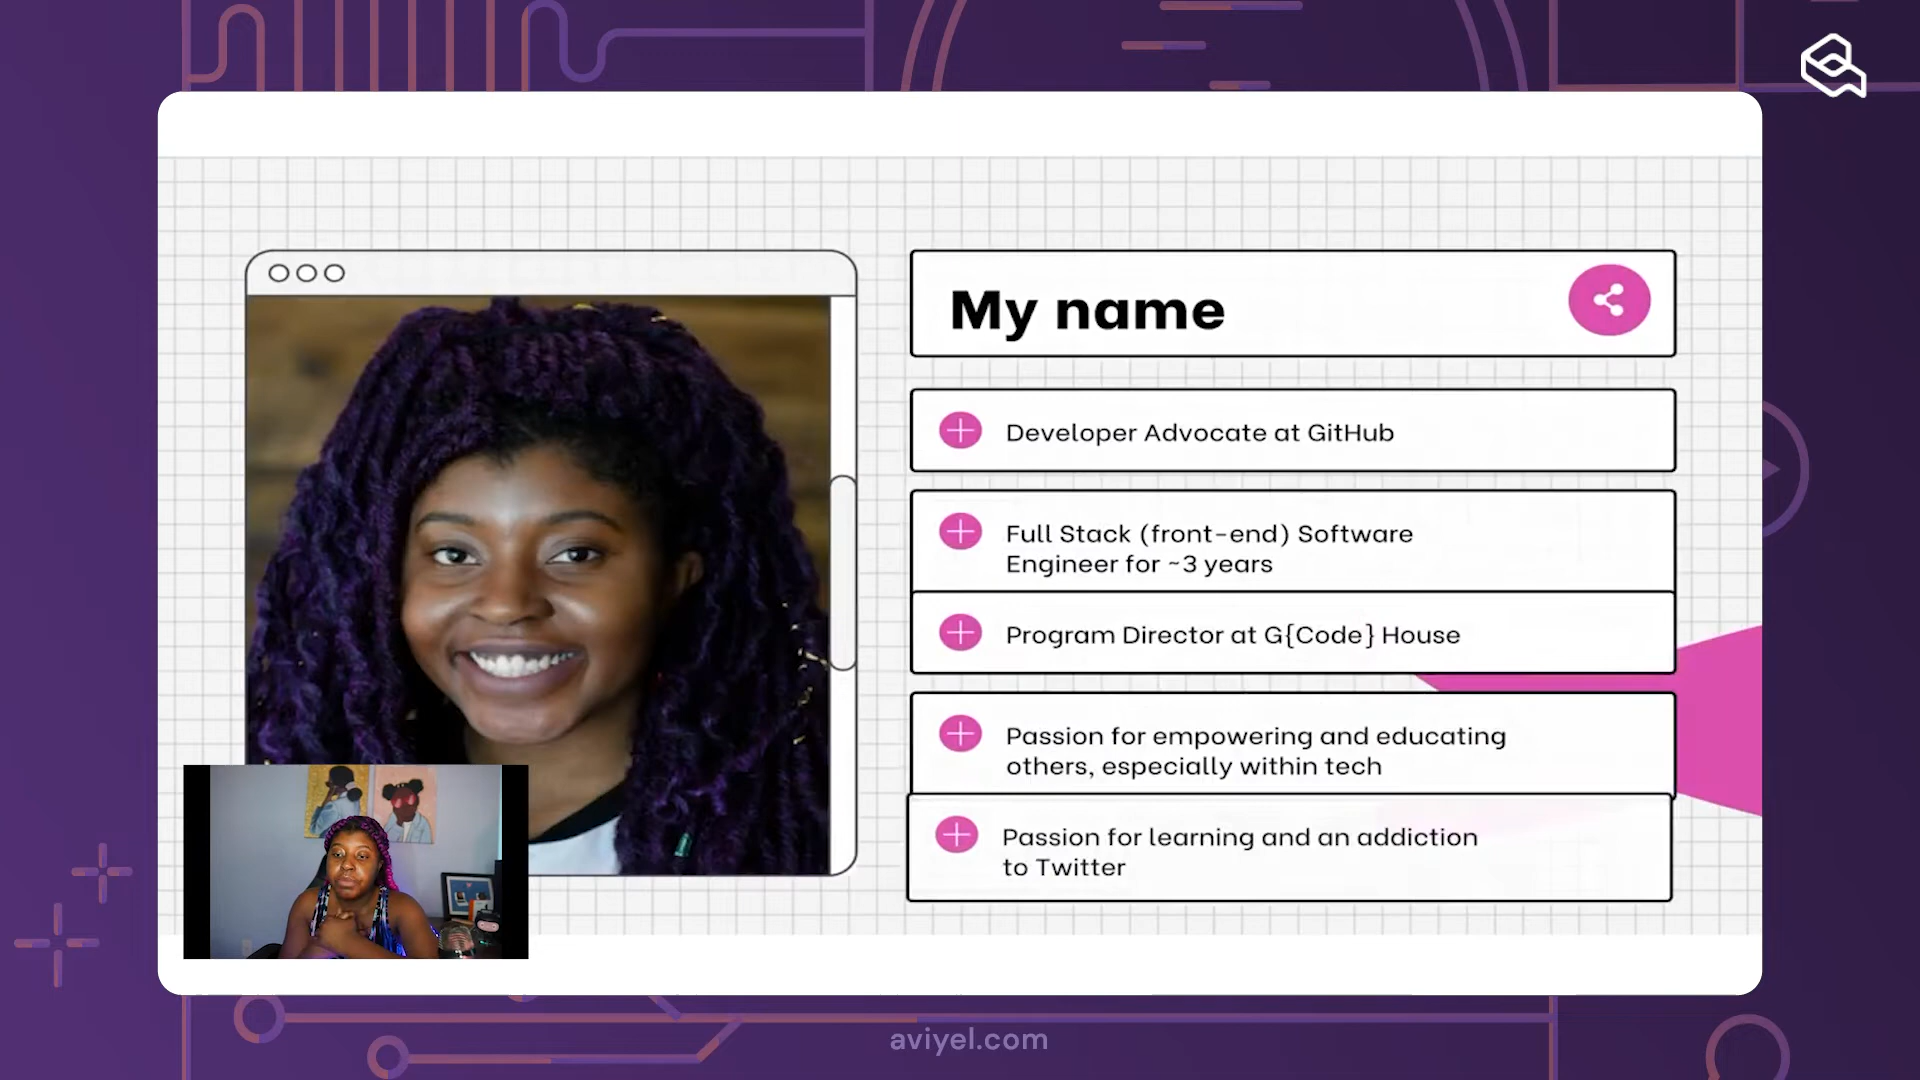 My name
Developer Advocate at GitHub
Full Stack (front-end) Software
Engineer for ~3 years
Program Director at G{Code} House
Passion for empowering and educating
others, especially within tech
Passion for learning and an addiction
to Twitter
aviyel.com